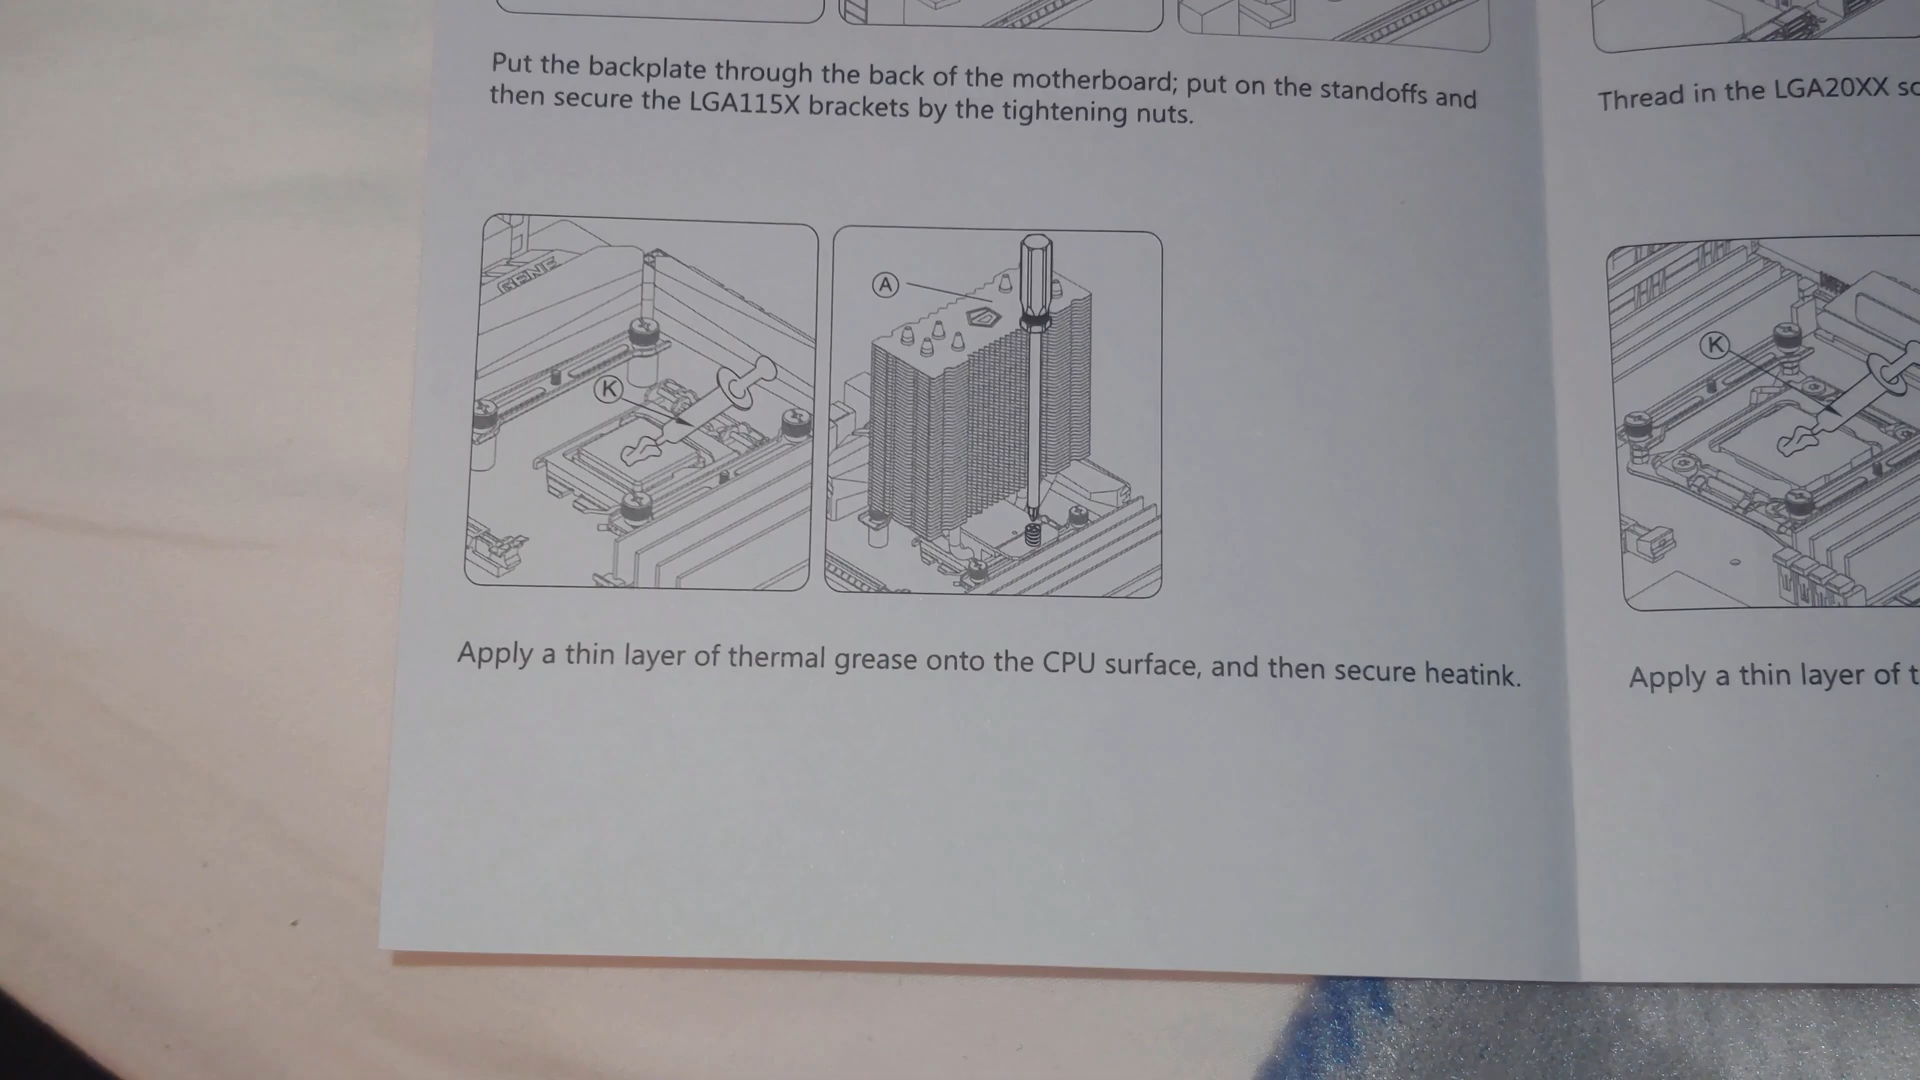 Put the backplate through the back of the motherboard; put on the standoffs and
then secure the LGA115X brackets by the tightening nuts.
Thread in the LGA20XX
GENE
K
A
K
Apply a thin layer of thermal grease onto the CPU surface, and then secure heatink.
Apply a thin layer of